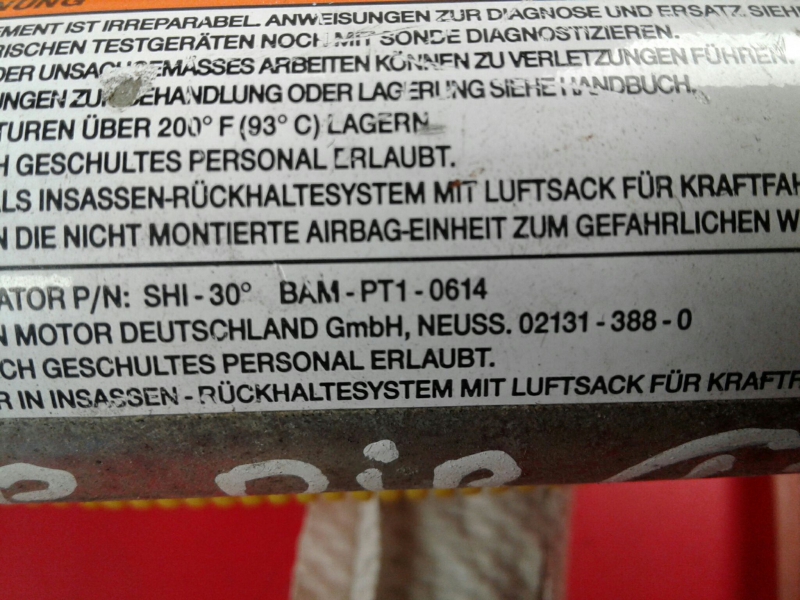 NUNG
EMENT IST IRREPARABEL. ANWEISUNGEN ZUR DIAGNOSE UND ERSATZ SIEH
RISCHEN TESTGERÄTEN NOCH MIT SONDE DIAGNOSTIZIEREN.
DER UNSACHGEMÄSSES ARBEITEN KÖNNEN ZU VERLETZUNGEN FÜHREN.
UNGEN ZUR BEHANDLUNG ODER LAGERUNG SIEHE HANDBUCH.
TUREN ÜBER 200° F (93° C) LAGERN
H GESCHULTES PERSONAL ERLAUBT.
LS INSASSEN-RÜCKHALTESYSTEM MIT LUFTSACK FÜR KRAFTFAH
N DIE NICHT MONTIERTE AIRBAG-EINHEIT ZUM GEFAHRLICHEN W
ATOR P/N: SHI - 30° BAM - PT1 - 0614
N MOTOR DEUTSCHLAND GmbH, NEUSS. 02131 - 388 - 0
CH GESCHULTES PERSONAL ERLAUBT.
R IN INSASSEN - RÜCKHALTESYSTEM MIT LUFTSACK FÜR KRAFTF